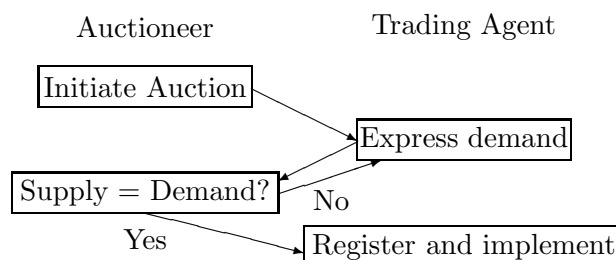 Auctioneer
Trading Agent
Initiate Auction
Express demand
Supply = Demand?
No
Yes
Register and implement